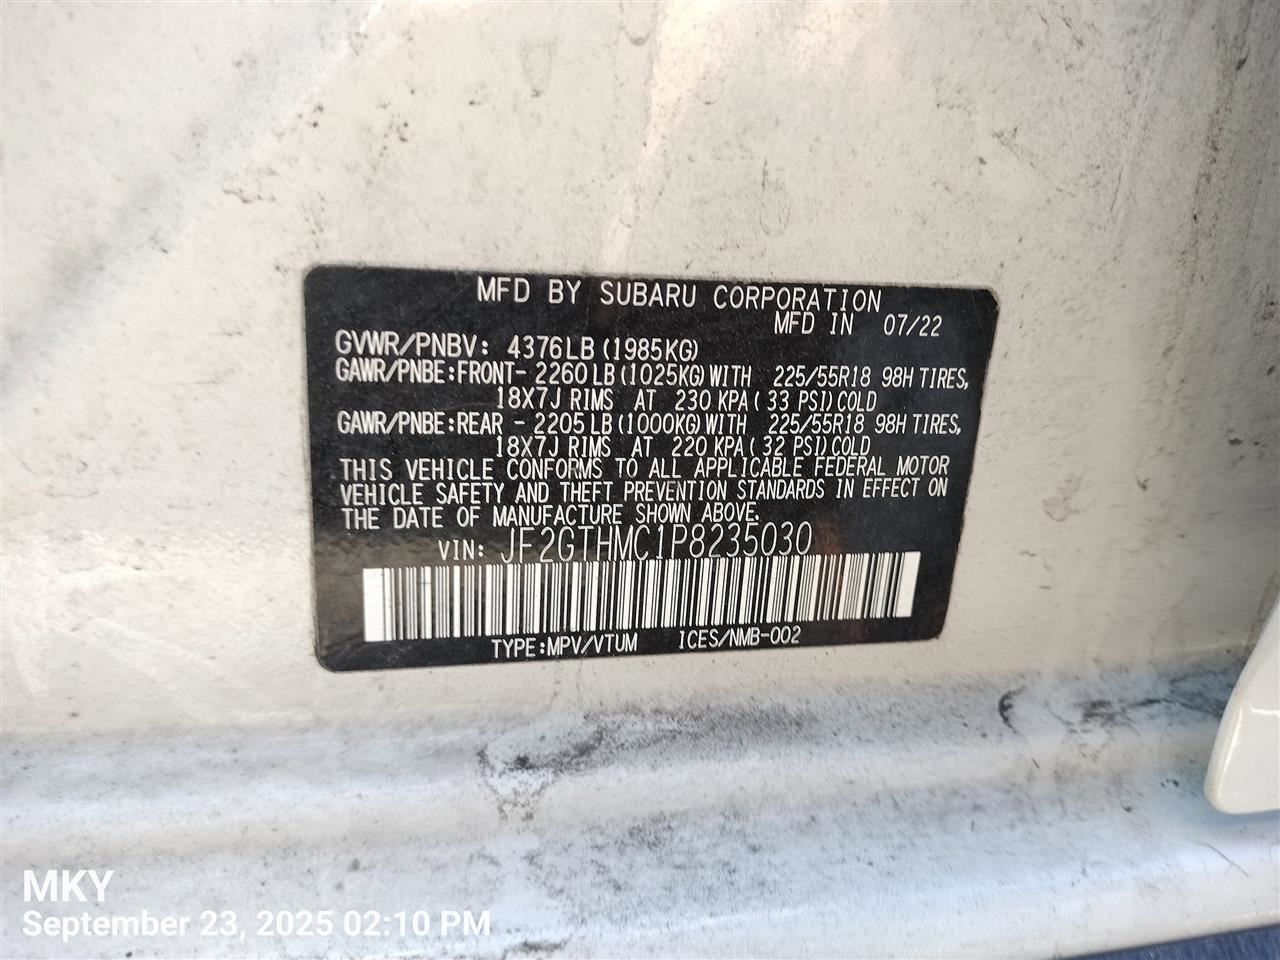 MFD BY SUBARU CORPORATION
MFD IN 07/22
GVWR/PNBV: 4376LB(1985KG)
GAWR/PNBE:FRONT- 2260LB(1025KG)WITH 225/55R18 98H TIRES,
18X7J RIMS AT 230 KPA( 33 PSI)COLD
GAWR/PNBE:REAR - 2205LB(1000KG)WITH 225/55R18 98H TIRES,
18X7J RIMS AT 220 KPA( 32 PSI)COLD
THIS VEHICLE CONFORMS TO ALL APPLICABLE FEDERAL MOTOR
VEHICLE SAFETY AND THEFT PREVENTION STANDARDS IN EFFECT ON
THE DATE OF MANUFACTURE SHOWN ABOVE.
VIN: JF2GTHMC1P8235030
TYPE:MPV/VTUM ICES/NMB-002
MKY
September 23, 2025 02:10 PM